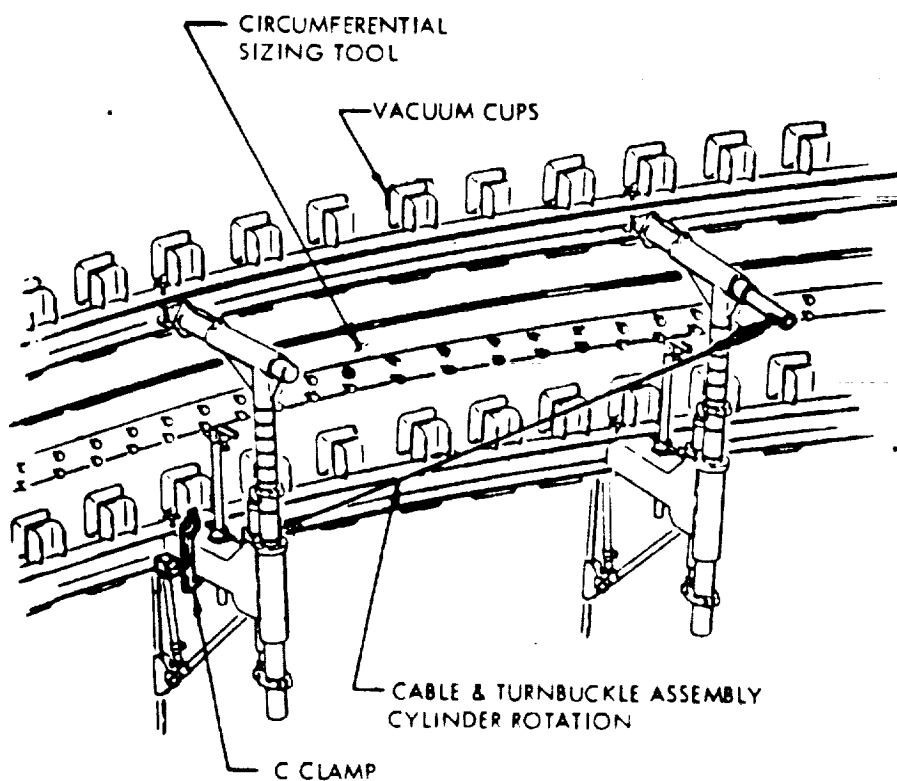 CIRCUMFERENTIAL
SIZING TOOL
VACUUM CUPS
CABLE & TURNBUCKLE ASSEMBLY
CYLINDER ROTATION
C CLAMP